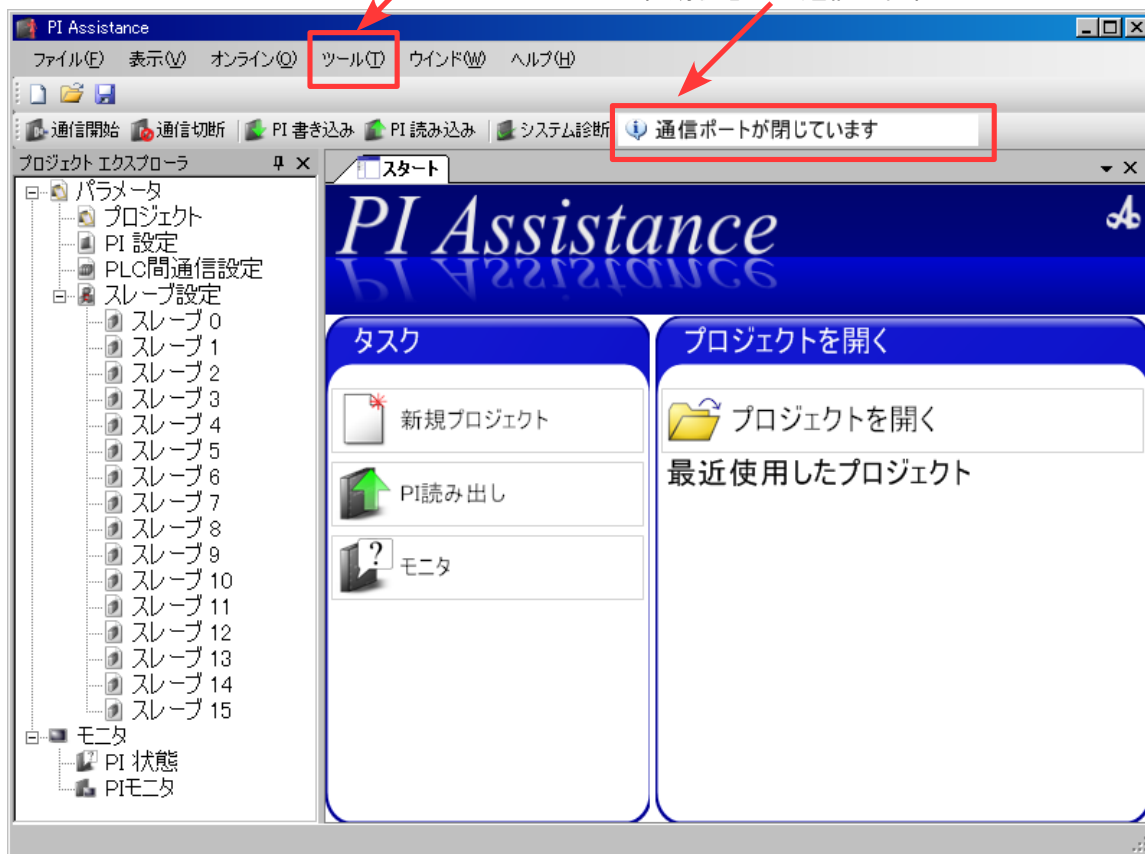 PI Assistance
ファイル(F) 表示(V) オンライン(O) ツール(T) ウインド(W) ヘルプ(H)
通信開始 通信切断 PI 書き込み PI 読み込み システム診断 通信ポートが閉じています
プロジェクト エクスプローラ
スタート
パラメータ
プロジェクト
PI 設定
PLC間通信設定
スレーブ設定
スレーブ 0
スレーブ 1
スレーブ 2
スレーブ 3
スレーブ 4
スレーブ 5
スレーブ 6
スレーブ 7
スレーブ 8
スレーブ 9
スレーブ 10
スレーブ 11
スレーブ 12
スレーブ 13
スレーブ 14
スレーブ 15
モニタ
PI 状態
PIモニタ
PI Assistance
タスク
新規プロジェクト
PI読み出し
モニタ
プロジェクトを開く
プロジェクトを開く
最近使用したプロジェクト